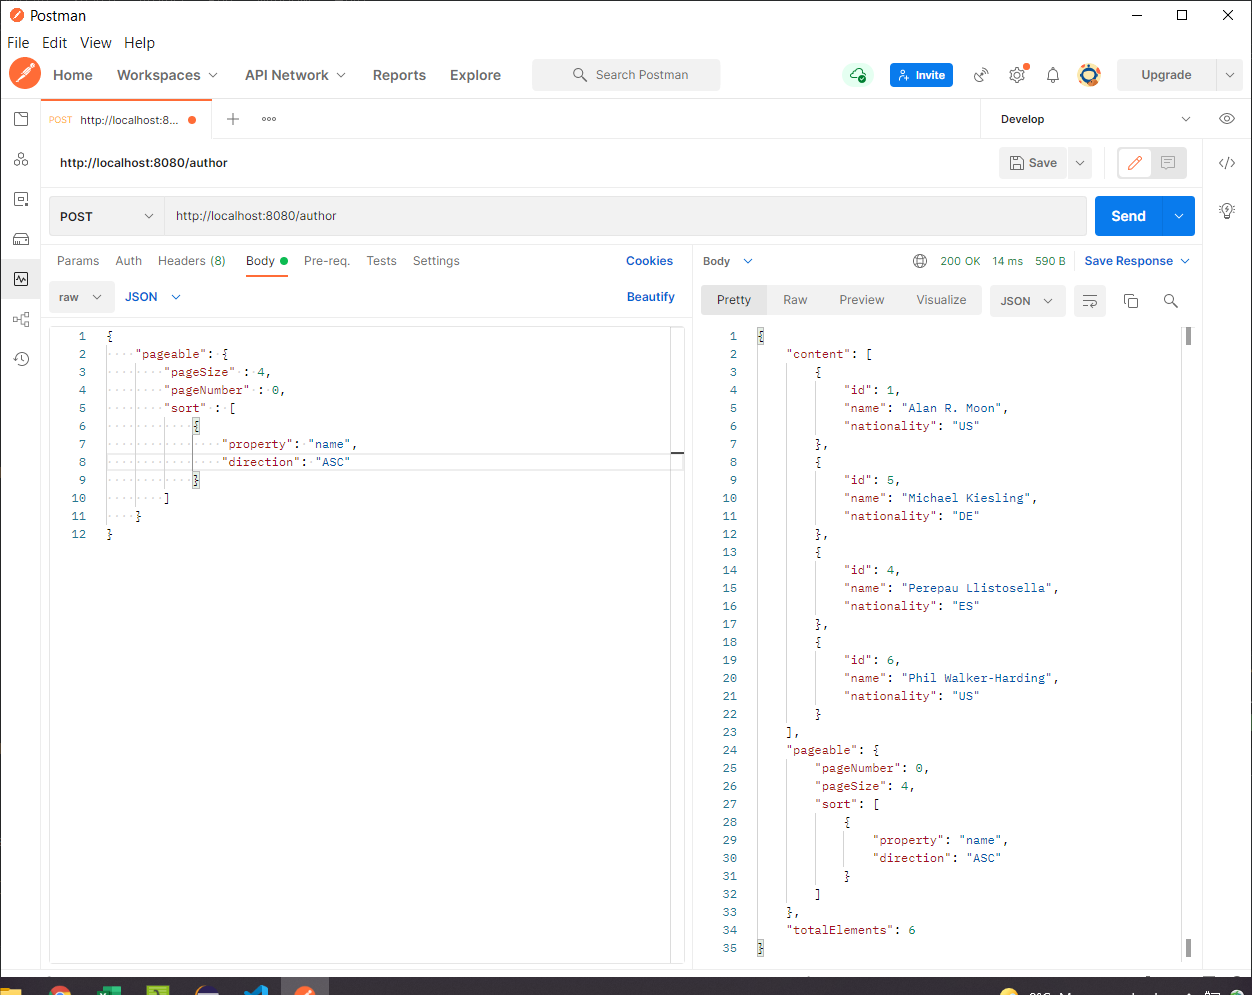 Postman
File Edit View Help
Home Workspaces API Network Reports Explore Search Postman Invite Upgrade
POST http://localhost:8... Develop
http://localhost:8080/author Save
POST http://localhost:8080/author Send
Params Auth Headers (8) Body Pre-req. Tests Settings Cookies
raw JSON Beautify
1 {
2 "pageable": {
3 "pageSize" : 4,
4 "pageNumber" : 0,
5 "sort" : [
6 {
7 "property": "name",
8 "direction": "ASC"
9 }
10 ]
11 }
12 }
Body 200 OK 14 ms 590 B Save Response
Pretty Raw Preview Visualize JSON
1 {
2 "content": [
3 {
4 "id": 1,
5 "name": "Alan R. Moon",
6 "nationality": "US"
7 },
8 {
9 "id": 5,
10 "name": "Michael Kiesling",
11 "nationality": "DE"
12 },
13 {
14 "id": 4,
15 "name": "Perepau Llistosella",
16 "nationality": "ES"
17 },
18 {
19 "id": 6,
20 "name": "Phil Walker-Harding",
21 "nationality": "US"
22 }
23 ],
24 "pageable": {
25 "pageNumber": 0,
26 "pageSize": 4,
27 "sort": [
28 {
29 "property": "name",
30 "direction": "ASC"
31 }
32 ]
33 },
34 "totalElements": 6
35 }